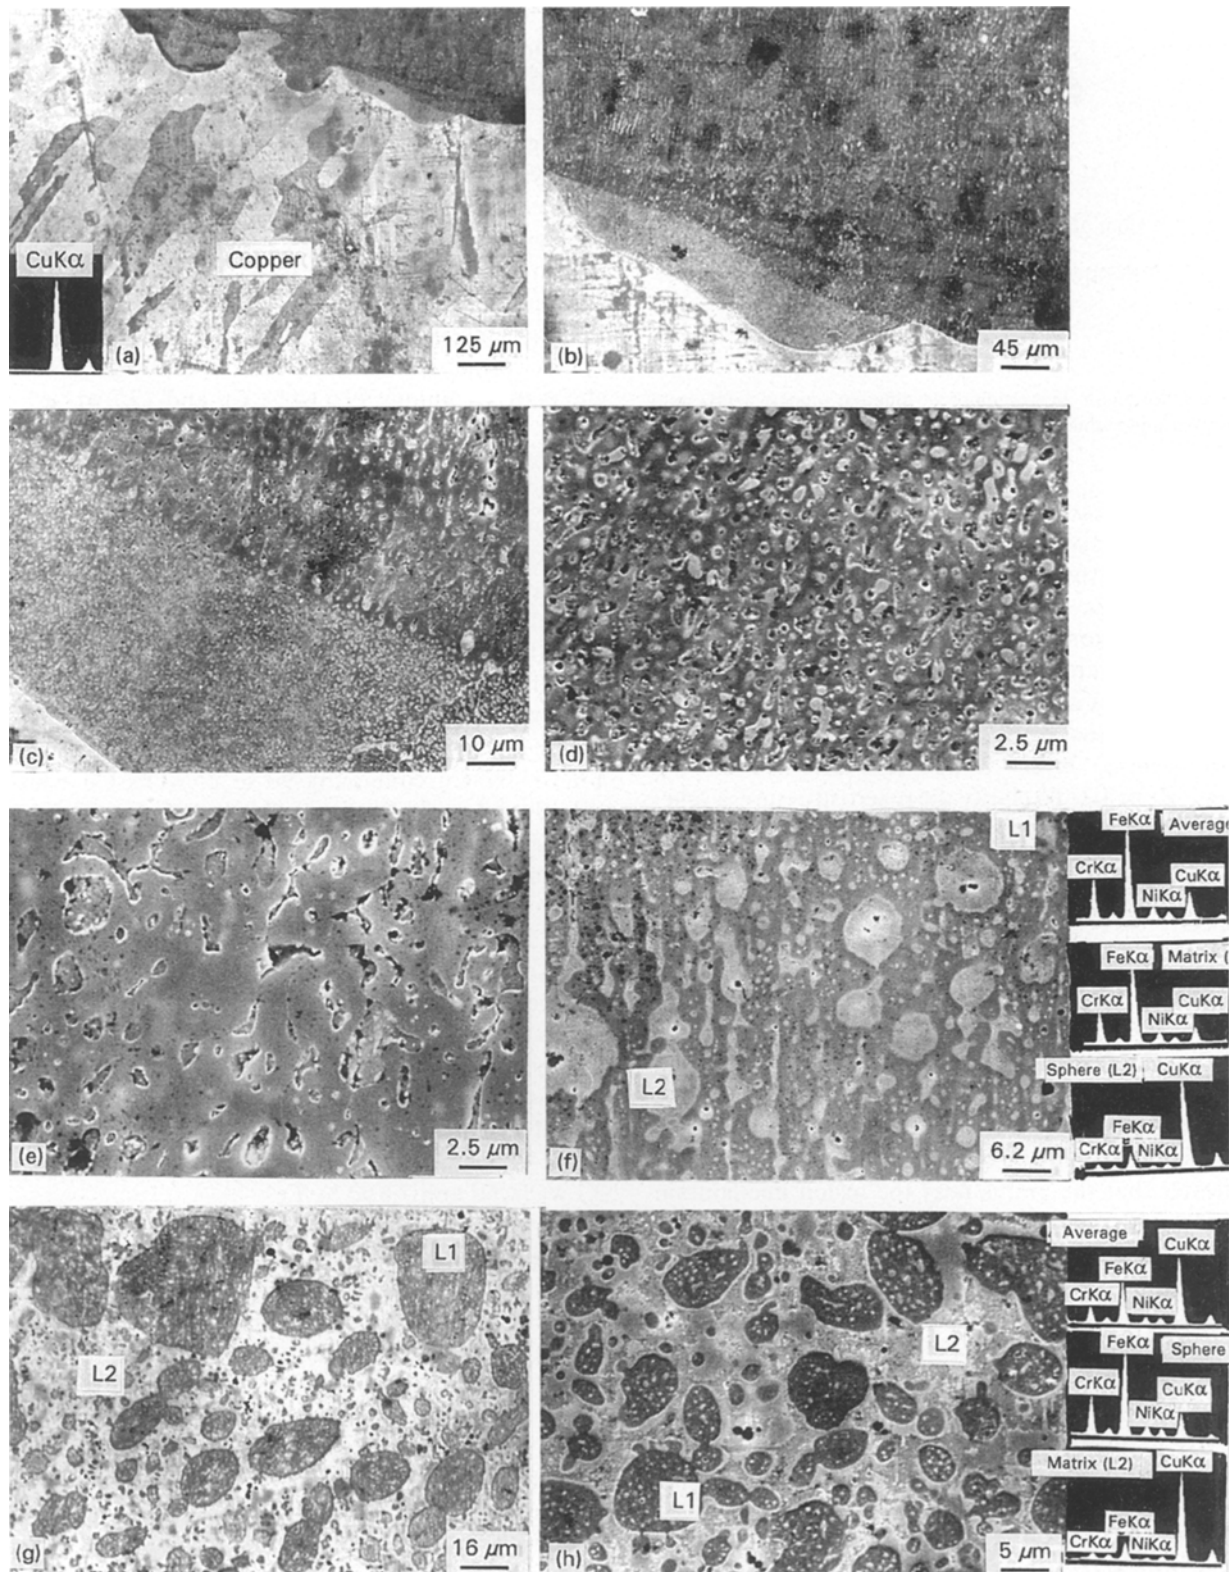 CuKα
Copper
(a)
125 μm
(b)
45 μm
(c)
10 μm
(d)
2.5 μm
(e)
2.5 μm
L1
L2
(f)
6.2 μm
FeKα
Average
CrKα
CuKα
NiKα
FeKα
Matrix (
CrKα
CuKα
NiKα
Sphere (L2)
CuKα
FeKα
CrKα
NiKα
L1
L2
(g)
16 μm
L2
L1
(h)
5 μm
Average
CuKα
FeKα
CrKα
NiKα
FeKα
Sphere
CrKα
CuKα
NiKα
Matrix (L2)
CuKα
FeKα
CrKα
NiKα